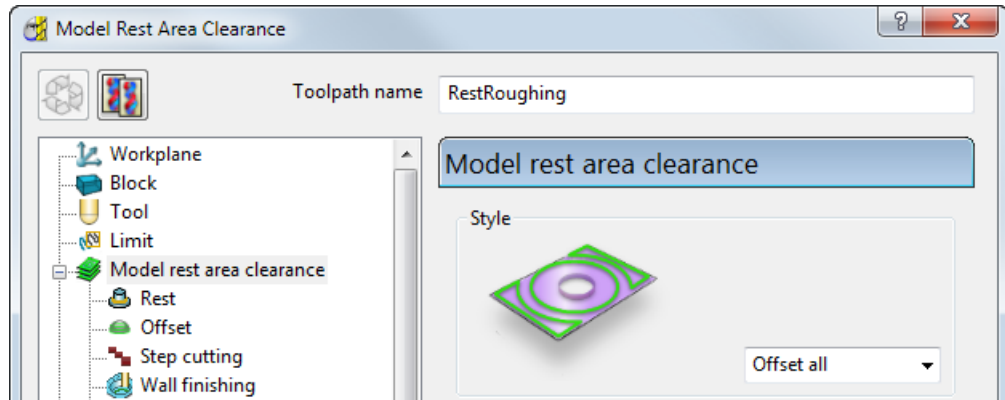 Model Rest Area Clearance
Toolpath name RestRoughing
Workplane
Block
Tool
Limit
Model rest area clearance
Rest
Offset
Step cutting
Wall finishing
Model rest area clearance
Style
Offset all